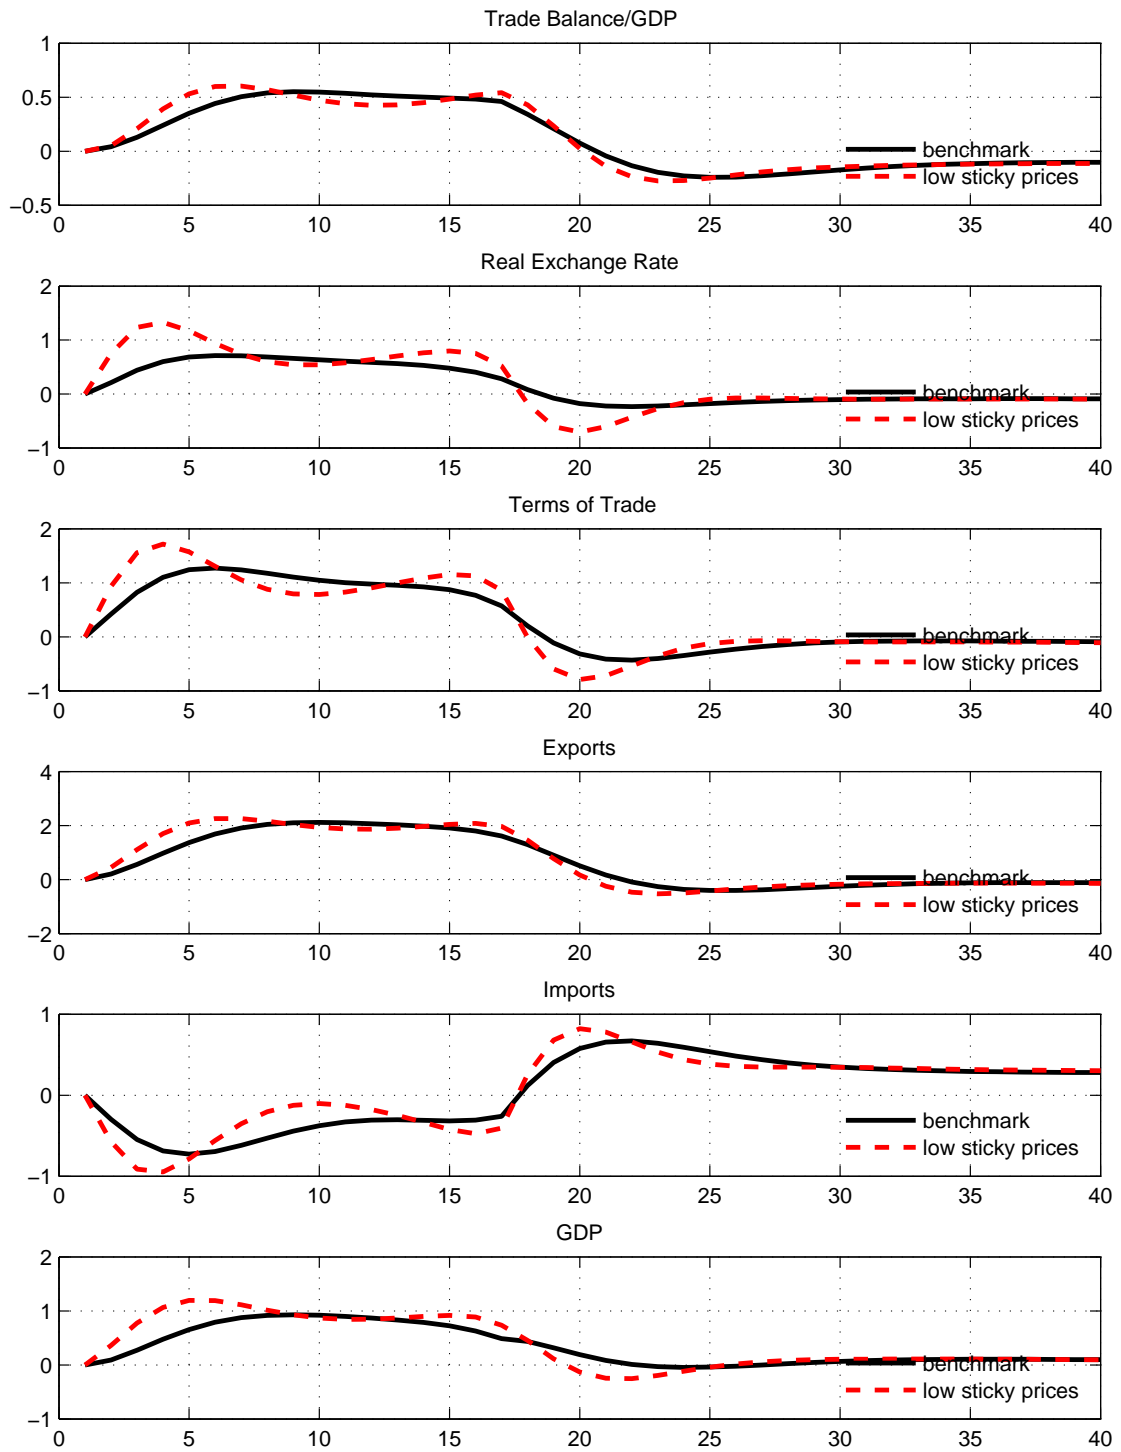 Trade Balance/GDP
1
0.5
0
−0.5
benchmark
low sticky prices
0 5 10 15 20 25 30 35 40
Real Exchange Rate
2
1
0
−1
benchmark
low sticky prices
0 5 10 15 20 25 30 35 40
Terms of Trade
2
1
0
−1
benchmark
low sticky prices
0 5 10 15 20 25 30 35 40
Exports
4
2
0
−2
benchmark
low sticky prices
0 5 10 15 20 25 30 35 40
Imports
1
0
−1
benchmark
low sticky prices
0 5 10 15 20 25 30 35 40
GDP
2
1
0
−1
benchmark
low sticky prices
0 5 10 15 20 25 30 35 40